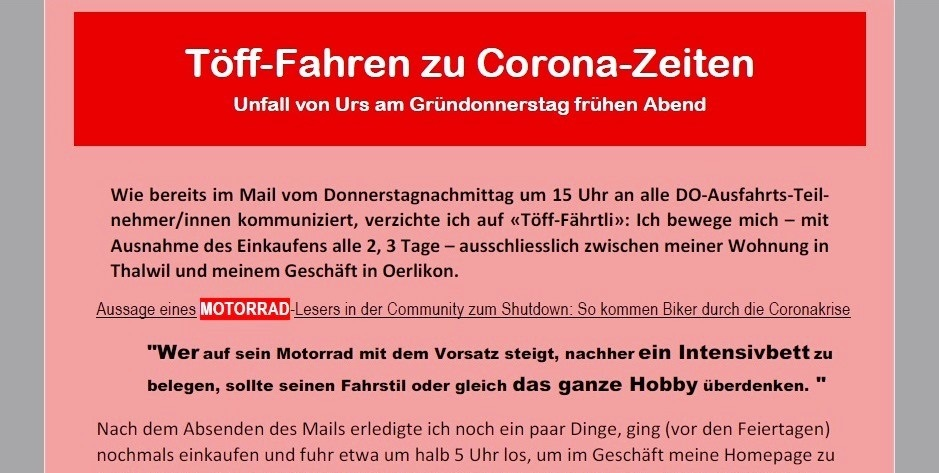 Töff-Fahren zu Corona-Zeiten
Unfall von Urs am Gründonnerstag frühen Abend
Wie bereits im Mail vom Donnerstagnachmittag um 15 Uhr an alle DO-Ausfahrts-Teil-
nehmer/innen kommuniziert, verzichte ich auf «Töff-Fährtli»: Ich bewege mich – mit
Ausnahme des Einkaufens alle 2, 3 Tage – ausschliesslich zwischen meiner Wohnung in
Thalwil und meinem Geschäft in Oerlikon.
Aussage eines MOTORRAD-Lesers in der Community zum Shutdown: So kommen Biker durch die Coronakrise
"Wer auf sein Motorrad mit dem Vorsatz steigt, nachher ein Intensivbett zu
belegen, sollte seinen Fahrstil oder gleich das ganze Hobby überdenken. "
Nach dem Absenden des Mails erledigte ich noch ein paar Dinge, ging (vor den Feiertagen)
nochmals einkaufen und fuhr etwa um halb 5 Uhr los, um im Geschäft meine Homepage zu